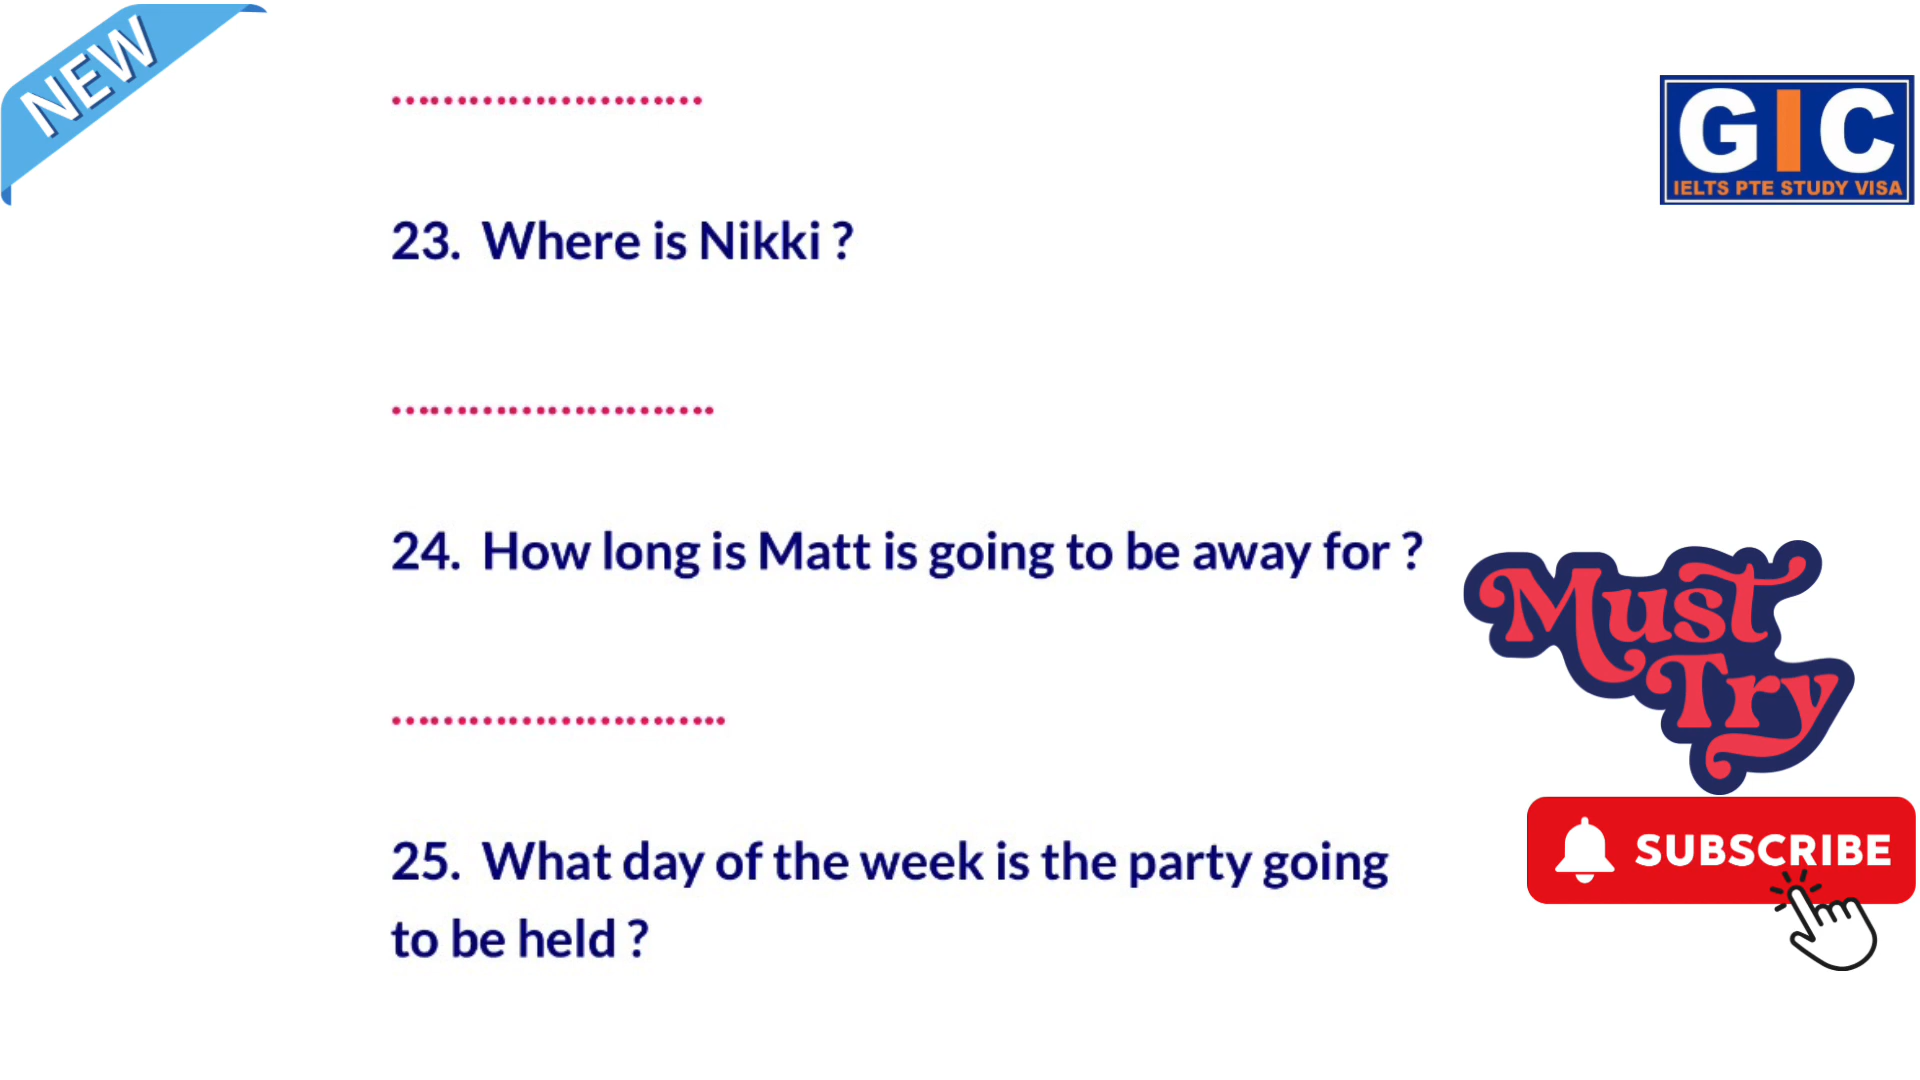 NEW
GIC
IELTS PTE STUDY VISA
..........................
23. Where is Nikki ?
...........................
24. How long is Matt is going to be away for ?
............................
25. What day of the week is the party going
to be held ?
Must
Try
SUBSCRIBE